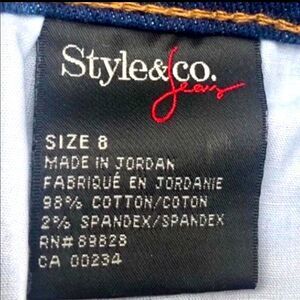 Style&co.
Jeans
SIZE 8
MADE IN JORDAN
FABRIQUÉ EN JORDANIE
98% COTTON/COTON
2% SPANDEX/SPANDEX
RN# 89828
CA 00234